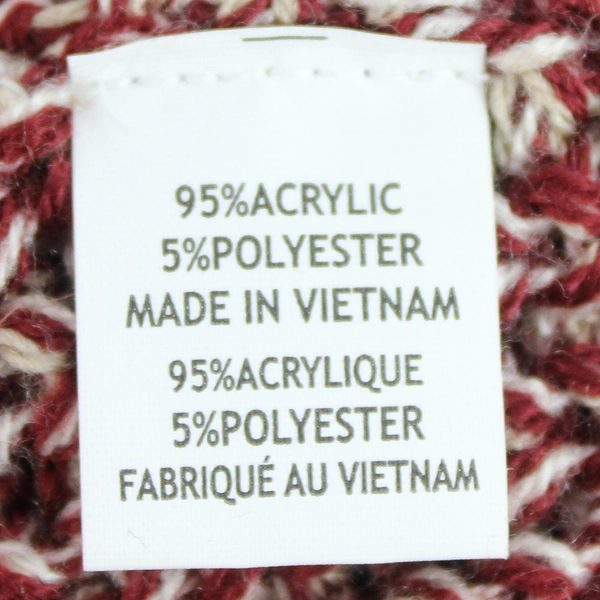 95%ACRYLIC
5%POLYESTER
MADE IN VIETNAM
95%ACRYLIQUE
5%POLYESTER
FABRIQUÉ AU VIETNAM